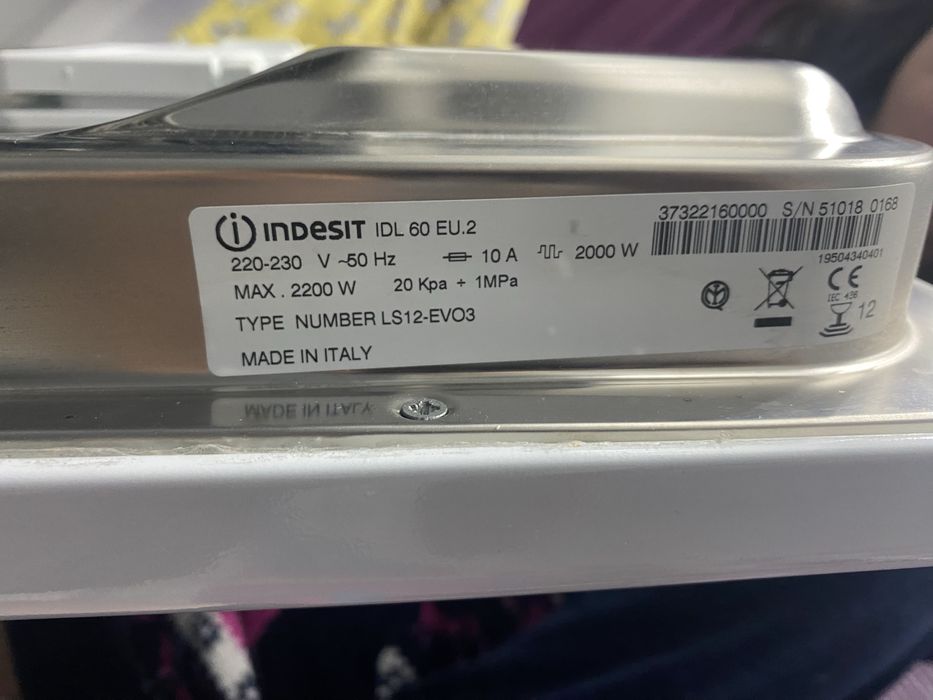 indesit IDL 60 EU.2
220-230 V ~50 Hz 10 A 2000 W
MAX . 2200 W 20 Kpa ÷ 1MPa
TYPE NUMBER LS12-EVO3
MADE IN ITALY
37322160000 S/N 51018 0168
19504340401
CE
IEC 436
12